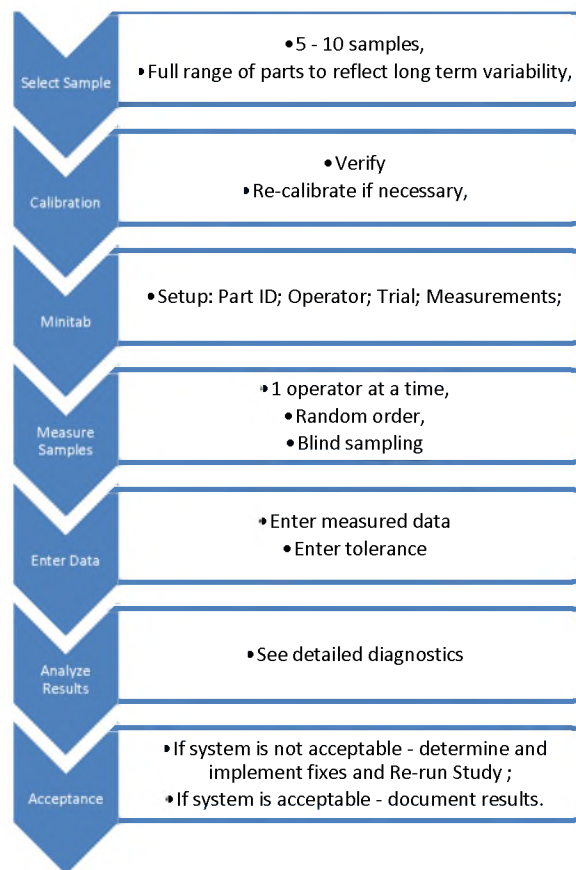 Select Sample
•5 - 10 samples,
•Full range of parts to reflect long term variability,
Calibration
•Verify
•Re-calibrate if necessary,
Minitab
•Setup: Part ID; Operator; Trial; Measurements;
Measure
Samples
•1 operator at a time,
•Random order,
•Blind sampling
Enter Data
•Enter measured data
•Enter tolerance
Analyze
Results
•See detailed diagnostics
Acceptance
•If system is not acceptable - determine and
implement fixes and Re-run Study ;
•If system is acceptable - document results.